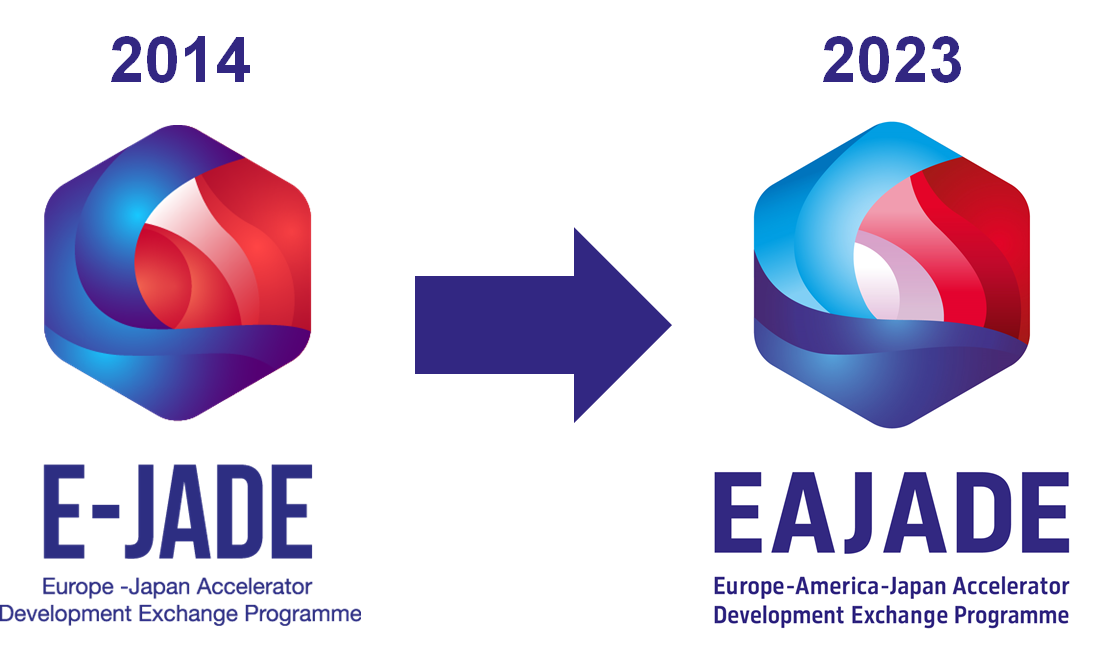 2014
E-JADE
Europe -Japan Accelerator
Development Exchange Programme
2023
EAJADE
Europe-America-Japan Accelerator
Development Exchange Programme